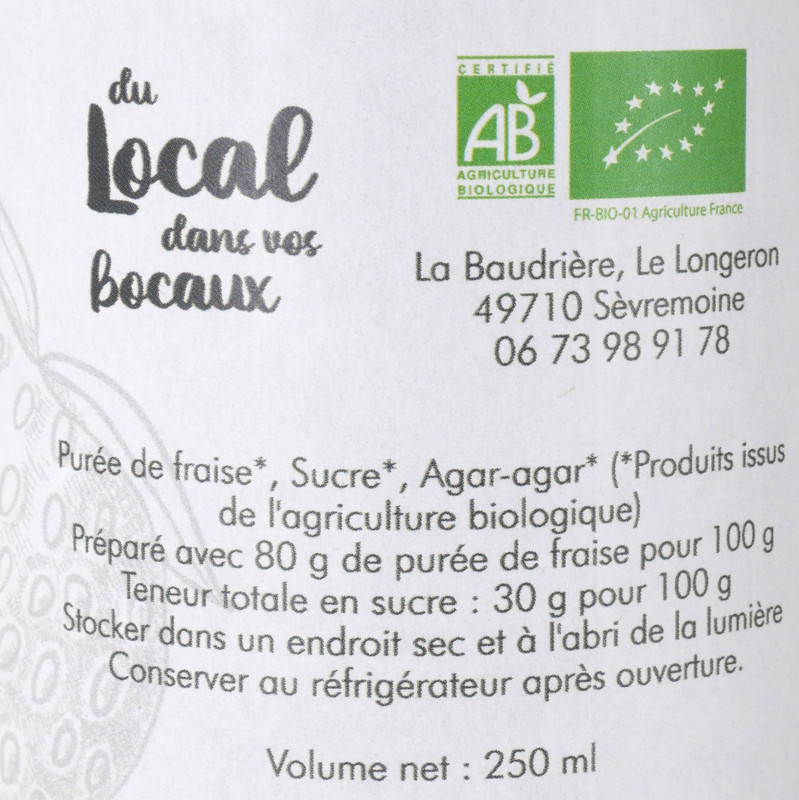 du
Local
dans vos
bocaux
CERTIFIÉ
AB
AGRICULTURE
BIOLOGIQUE
FR-BIO-01 Agriculture France
La Baudrière, Le Longeron
49710 Sèvremoine
06 73 98 91 78
Purée de fraise*, Sucre*, Agar-agar* (*Produits issus
de l'agriculture biologique)
Préparé avec 80 g de purée de fraise pour 100 g
Teneur totale en sucre : 30 g pour 100 g
Stocker dans un endroit sec et à l'abri de la lumière
Conserver au réfrigérateur après ouverture.
Volume net : 250 ml